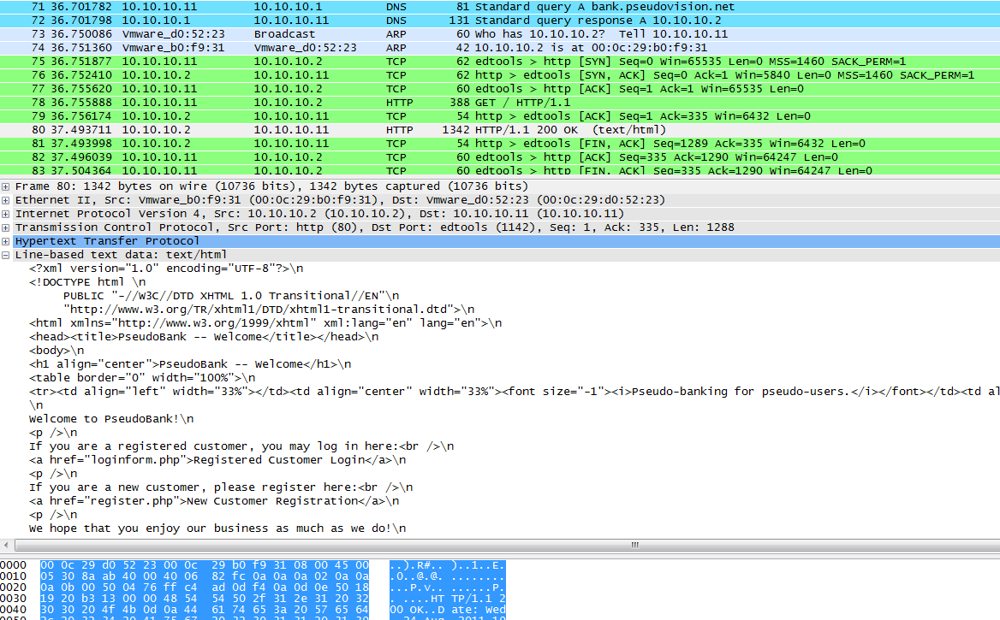 71 36.701782 10.10.10.11 10.10.10.1 DNS 81 Standard query A bank.pseudovision.net
72 36.701798 10.10.10.1 10.10.10.11 DNS 131 Standard query response A 10.10.10.2
73 36.750086 Vmware_d0:52:23 Broadcast ARP 60 Who has 10.10.10.2? Tell 10.10.10.11
74 36.751360 Vmware_b0:f9:31 Vmware_d0:52:23 ARP 42 10.10.10.2 is at 00:0c:29:b0:f9:31
75 36.751877 10.10.10.11 10.10.10.2 TCP 62 edtools > http [SYN] Seq=0 Win=65535 Len=0 MSS=1460 SACK_PERM=1
76 36.752410 10.10.10.2 10.10.10.11 TCP 62 http > edtools [SYN, ACK] Seq=0 Ack=1 Win=5840 Len=0 MSS=1460 SACK_PERM=1
77 36.755620 10.10.10.11 10.10.10.2 TCP 60 edtools > http [ACK] Seq=1 Ack=1 Win=65535 Len=0
78 36.755888 10.10.10.11 10.10.10.2 HTTP 388 GET / HTTP/1.1
79 36.756174 10.10.10.2 10.10.10.11 TCP 54 http > edtools [ACK] Seq=1 Ack=335 Win=6432 Len=0
80 37.493711 10.10.10.2 10.10.10.11 HTTP 1342 HTTP/1.1 200 OK (text/html)
81 37.493998 10.10.10.2 10.10.10.11 TCP 54 http > edtools [FIN, ACK] Seq=1289 Ack=335 Win=6432 Len=0
82 37.496039 10.10.10.11 10.10.10.2 TCP 60 edtools > http [ACK] Seq=335 Ack=1290 Win=64247 Len=0
83 37.504364 10.10.10.11 10.10.10.2 TCP 60 edtools > http [FIN, ACK] Seq=335 Ack=1290 Win=64247 Len=0
Frame 80: 1342 bytes on wire (10736 bits), 1342 bytes captured (10736 bits)
Ethernet II, Src: Vmware_b0:f9:31 (00:0c:29:b0:f9:31), Dst: Vmware_d0:52:23 (00:0c:29:d0:52:23)
Internet Protocol Version 4, Src: 10.10.10.2 (10.10.10.2), Dst: 10.10.10.11 (10.10.10.11)
Transmission Control Protocol, Src Port: http (80), Dst Port: edtools (1142), Seq: 1, Ack: 335, Len: 1288
Hypertext Transfer Protocol
Line-based text data: text/html
<?xml version="1.0" encoding="UTF-8"?>\n
<!DOCTYPE html \n
PUBLIC "-//W3C//DTD XHTML 1.0 Transitional//EN"\n
"http://www.w3.org/TR/xhtml1/DTD/xhtml1-transitional.dtd">\n
<html xmlns="http://www.w3.org/1999/xhtml" xml:lang="en" lang="en">\n
<head><title>PseudoBank -- Welcome</title></head>\n
<body>\n
<h1 align="center">PseudoBank -- Welcome</h1>\n
<table border="0" width="100%">\n
<tr><td align="left" width="33%"></td><td align="center" width="33%"><font size="-1"><i>Pseudo-banking for pseudo-users.</i></font></td><td al
\n
Welcome to PseudoBank!\n
<p />\n
If you are a registered customer, you may log in here:<br />\n
<a href="loginform.php">Registered Customer Login</a>\n
<p />\n
If you are a new customer, please register here:<br />\n
<a href="register.php">New Customer Registration</a>\n
<p />\n
We hope that you enjoy our business as much as we do!\n
0000 00 0c 29 d0 52 23 00 0c 29 b0 f9 31 08 00 45 00 ..).R#.. )..1..E.
0010 05 30 8a ab 40 00 40 06 82 fc 0a 0a 0a 02 0a 0a .0..@.@. ........
0020 0a 0b 00 50 04 76 ff c4 ad 0d f4 0a 0d 0e 50 18 ...P.v.. ......P.
0030 19 20 b3 13 00 00 48 54 54 50 2f 31 2e 31 20 32 . ....HT TP/1.1 2
0040 30 30 20 4f 4b 0d 0a 44 61 74 65 3a 20 57 65 64 00 OK..D ate: Wed